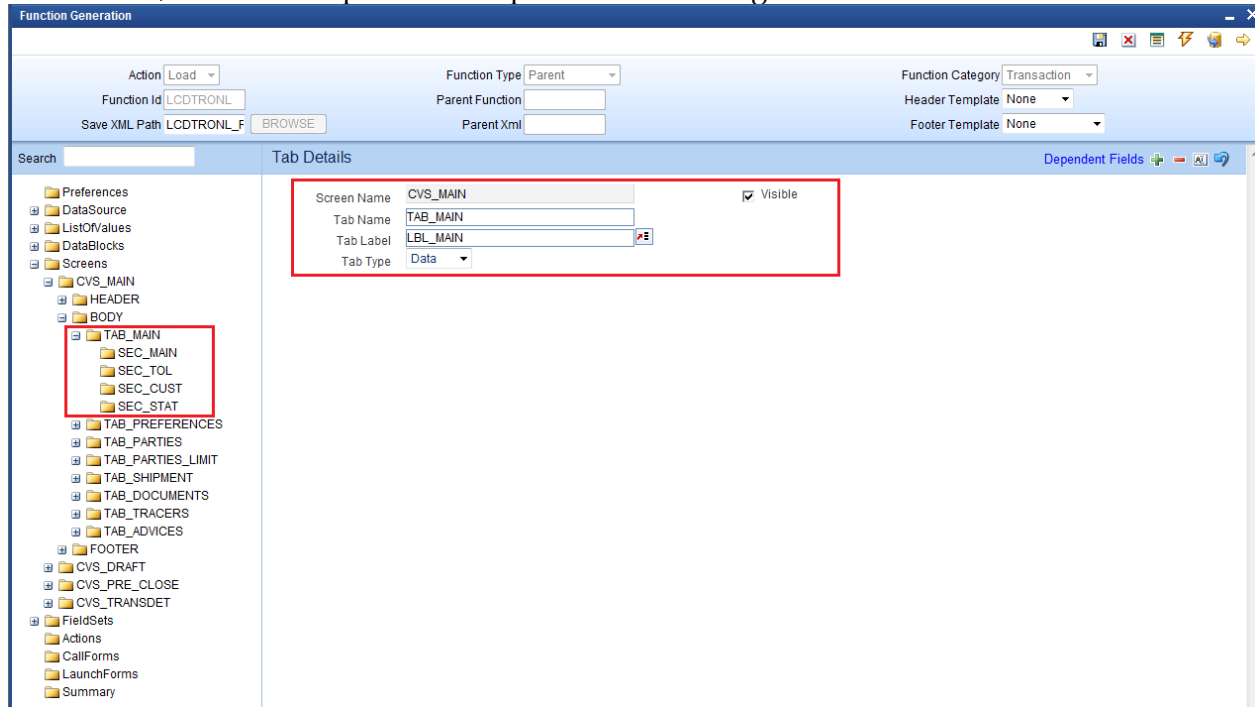 Function Generation
Action Load Function Type Parent Function Category Transaction
Function Id LCDTRONL Parent Function Header Template None
Save XML Path LCDTRONL_F BROWSE Parent Xml Footer Template None
Search Tab Details Dependent Fields
Preferences
DataSource
ListOfValues
DataBlocks
Screens
CVS_MAIN
HEADER
BODY
TAB_MAIN
SEC_MAIN
SEC_TOL
SEC_CUST
SEC_STAT
TAB_PREFERENCES
TAB_PARTIES
TAB_PARTIES_LIMIT
TAB_SHIPMENT
TAB_DOCUMENTS
TAB_TRACERS
TAB_ADVICES
FOOTER
CVS_DRAFT
CVS_PRE_CLOSE
CVS_TRANSDET
FieldSets
Actions
CallForms
LaunchForms
Summary
Screen Name CVS_MAIN Visible
Tab Name TAB_MAIN
Tab Label LBL_MAIN
Tab Type Data